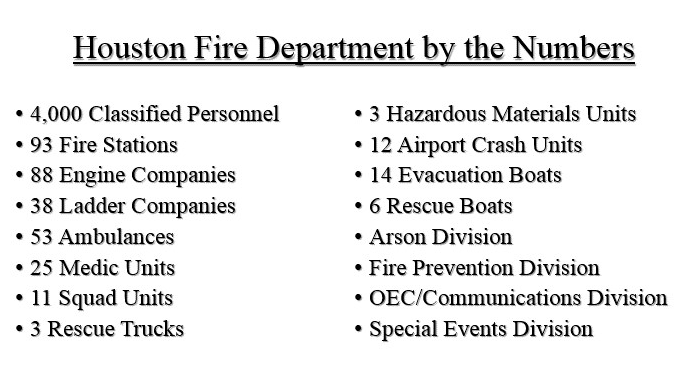 Houston Fire Department by the Numbers
• 4,000 Classified Personnel
• 93 Fire Stations
• 88 Engine Companies
• 38 Ladder Companies
• 53 Ambulances
• 25 Medic Units
• 11 Squad Units
• 3 Rescue Trucks
• 3 Hazardous Materials Units
• 12 Airport Crash Units
• 14 Evacuation Boats
• 6 Rescue Boats
• Arson Division
• Fire Prevention Division
• OEC/Communications Division
• Special Events Division